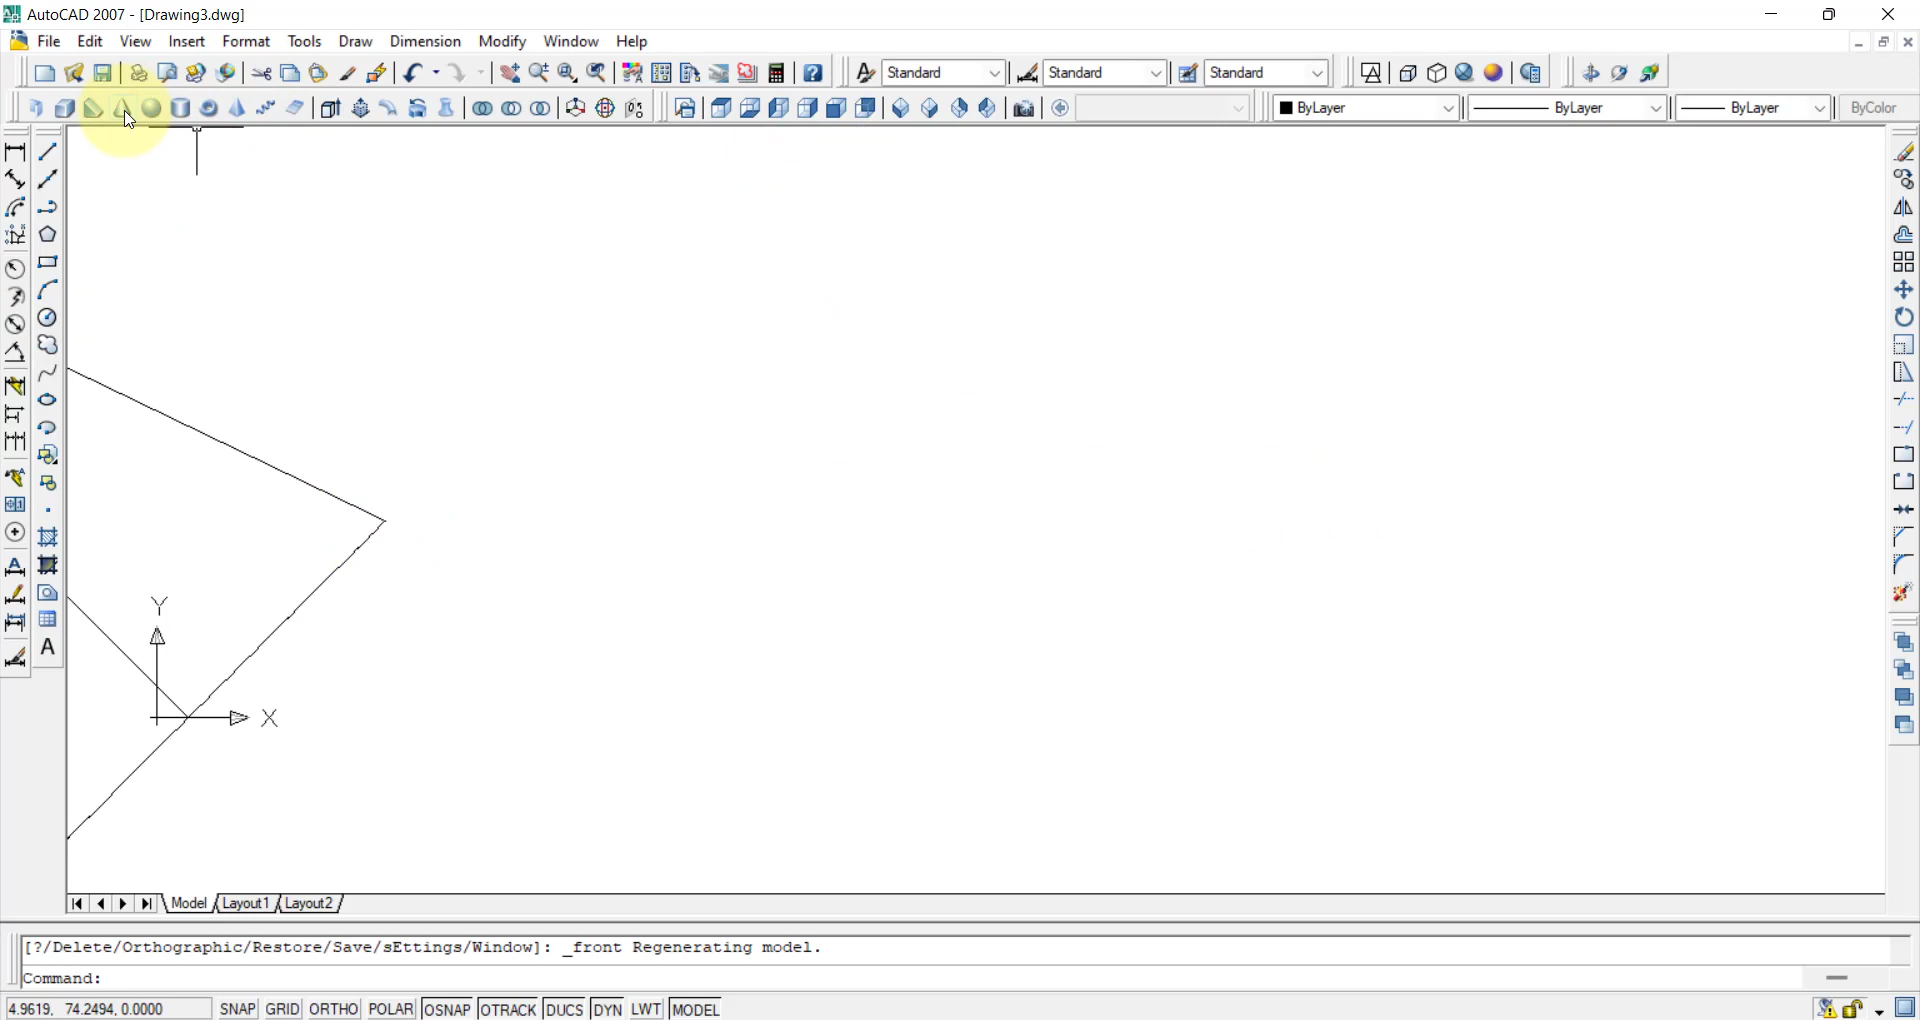 AutoCAD 2007 - [Drawing3.dwg]
File Edit View Insert Format Tools Draw Dimension Modify Window Help
Standard Standard Standard
ByLayer ByLayer ByLayer ByColor
A
Y
X
Model Layout1 Layout2
[?/Delete/Orthographic/Restore/Save/sEttings/Window]: _front Regenerating model.
Command:
4.9619, 74.2494, 0.0000 SNAP GRID ORTHO POLAR OSNAP OTRACK DUCS DYN LWT MODEL